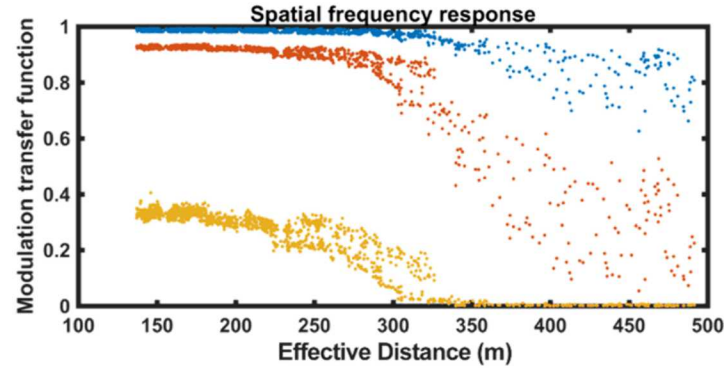 Spatial frequency response
Modulation transfer function
1
0.8
0.6
0.4
0.2
0
100 150 200 250 300 350 400 450 500
Effective Distance (m)